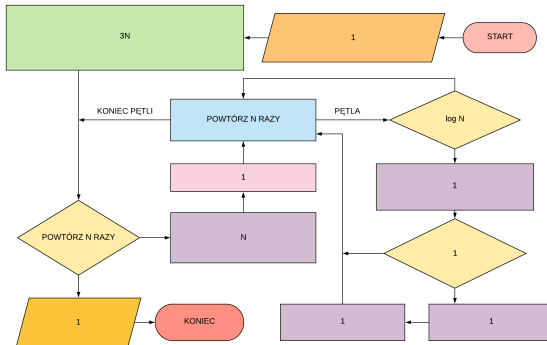 3N
1
START
KONIEC PĘTLI
POWTÓRZ N RAZY
PĘTLA
log N
1
1
POWTÓRZ N RAZY
N
1
1
KONIEC
1
1